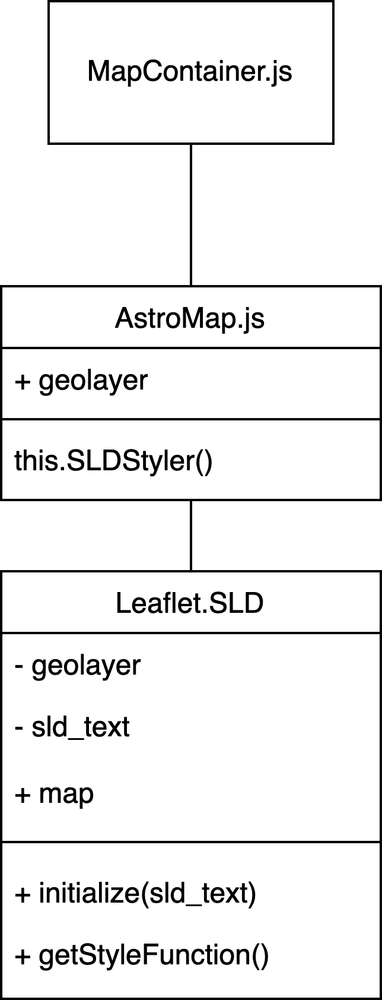 MapContainer.js
AstroMap.js
+ geolayer
this.SLDStyler()
Leaflet.SLD
- geolayer
- sld_text
+ map
+ initialize(sld_text)
+ getStyleFunction()